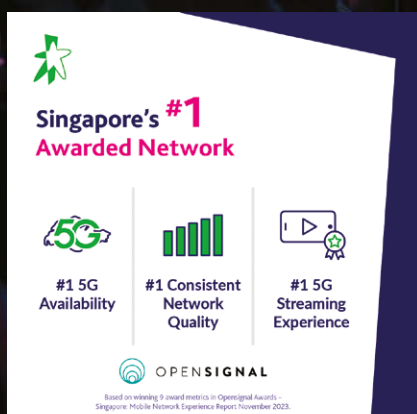 Singapore's #1
Awarded Network
5G
#1 5G
Availability
#1 Consistent
Network
Quality
#1 5G
Streaming
Experience
OPENSIGNAL
Based on winning 9 award metrics in Opensignal Awards –
Singapore: Mobile Network Experience Report November 2023.